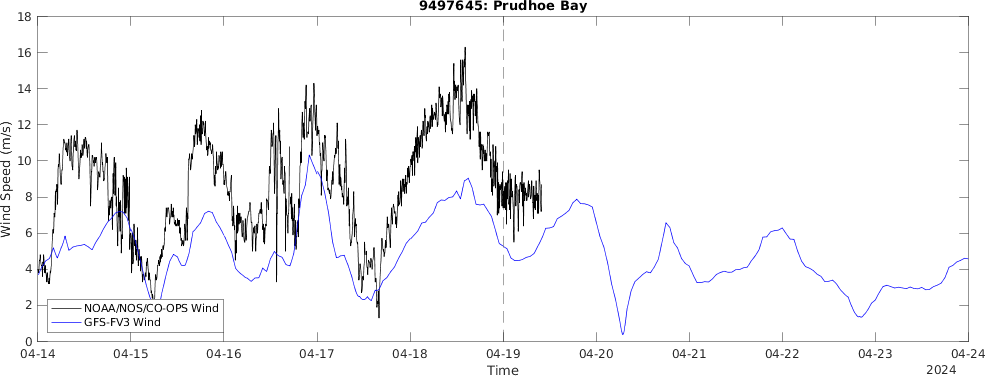 9497645: Prudhoe Bay
18
16
14
12
10
8
6
4
2
0
Wind Speed (m/s)
NOAA/NOS/CO-OPS Wind
GFS-FV3 Wind
04-14 04-15 04-16 04-17 04-18 04-19 04-20 04-21 04-22 04-23 04-24
Time
2024